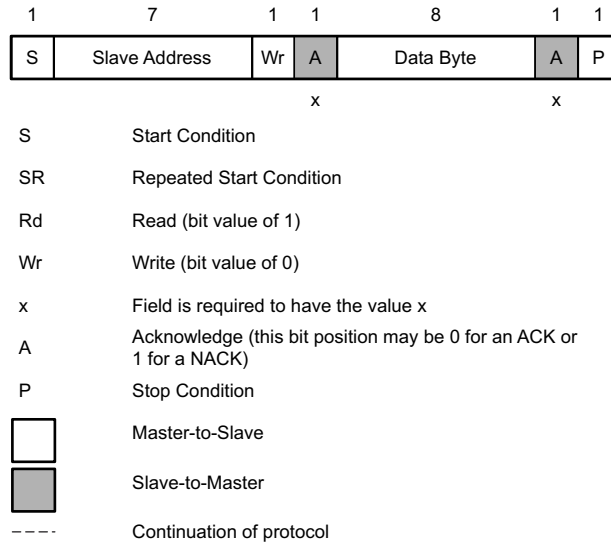 1 7 1 1 8 1 1
S Slave Address Wr A Data Byte A P
x x
S Start Condition
SR Repeated Start Condition
Rd Read (bit value of 1)
Wr Write (bit value of 0)
x Field is required to have the value x
A Acknowledge (this bit position may be 0 for an ACK or
1 for a NACK)
P Stop Condition
Master-to-Slave
Slave-to-Master
Continuation of protocol